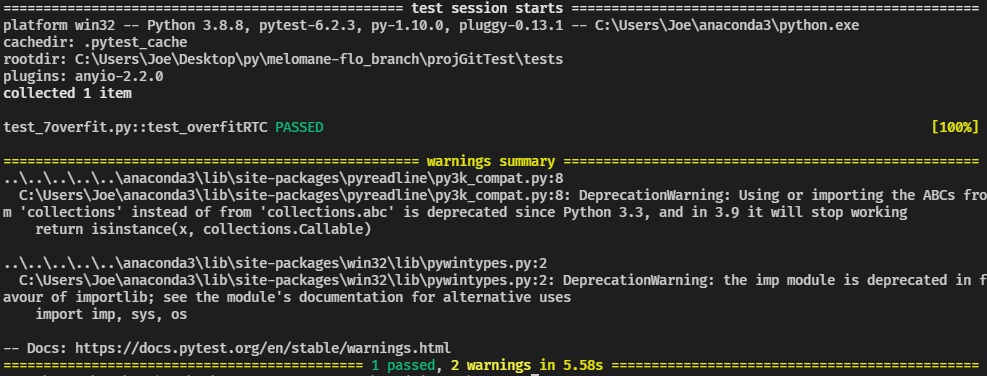 ================================================== test session starts ===================================================
platform win32 -- Python 3.8.8, pytest-6.2.3, py-1.10.0, pluggy-0.13.1 -- C:\Users\Joe\anaconda3\python.exe
cachedir: .pytest_cache
rootdir: C:\Users\Joe\Desktop\py\melomane-flo_branch\projGitTest\tests
plugins: anyio-2.2.0
collected 1 item

test_7overfit.py::test_overfitRTC PASSED [100%]

==================================================== warnings summary ====================================================
..\..\..\..\..\anaconda3\lib\site-packages\pyreadline\py3k_compat.py:8
  C:\Users\Joe\anaconda3\lib\site-packages\pyreadline\py3k_compat.py:8: DeprecationWarning: Using or importing the ABCs fro
m 'collections' instead of from 'collections.abc' is deprecated since Python 3.3, and in 3.9 it will stop working
    return isinstance(x, collections.Callable)

..\..\..\..\..\anaconda3\lib\site-packages\win32\lib\pywintypes.py:2
  C:\Users\Joe\anaconda3\lib\site-packages\win32\lib\pywintypes.py:2: DeprecationWarning: the imp module is deprecated in f
avour of importlib; see the module's documentation for alternative uses
    import imp, sys, os

-- Docs: https://docs.pytest.org/en/stable/warnings.html
============================================= 1 passed, 2 warnings in 5.58s ==============================================